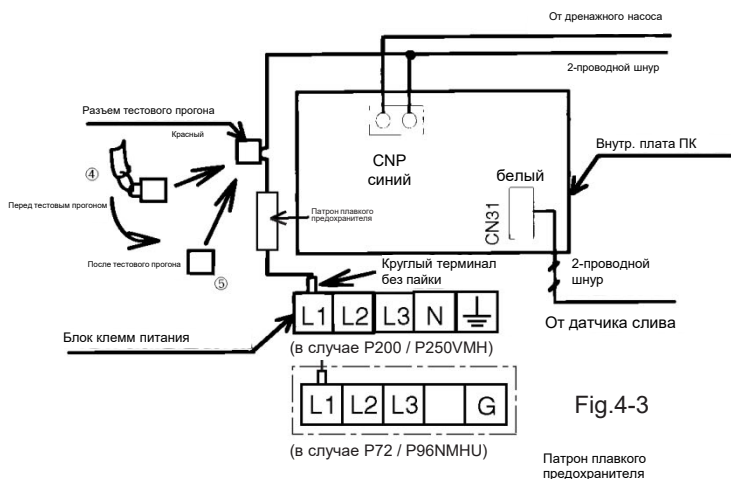 От дренажного насоса
2-проводной шнур
Разъем тестового прогона
Красный
④
Перед тестовым прогоном
После тестового прогона
⑤
CNP
синий
белый
CN31
Внутр. плата ПК
Патрон плавкого
предохранителя
Круглый терминал
без пайки
2-проводной
шнур
От датчика слива
L1 L2 L3 N
Блок клемм питания
(в случае P200 / P250VMH)
L1 L2 L3 G
(в случае P72 / P96NMHU)
Fig.4-3
Патрон плавкого
предохранителя